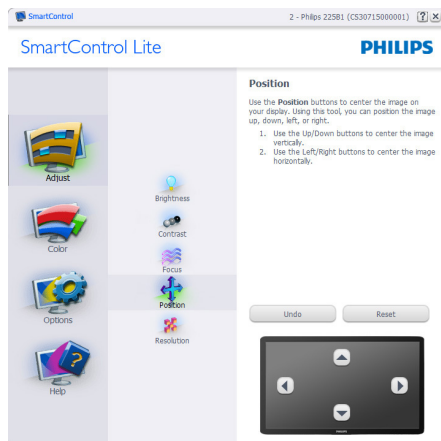 SmartControl
2 - Philips 225B1 (CS30715000001)
SmartControl Lite
PHILIPS
Adjust
Color
Options
Help
Brightness
Contrast
Focus
Position
Resolution
Position
Use the Position buttons to center the image on
your display. Using this tool, you can position the image
up, down, left, or right.
1. Use the Up/Down buttons to center the image
vertically.
2. Use the Left/Right buttons to center the image
horizontally.
Undo
Reset
PHILIPS